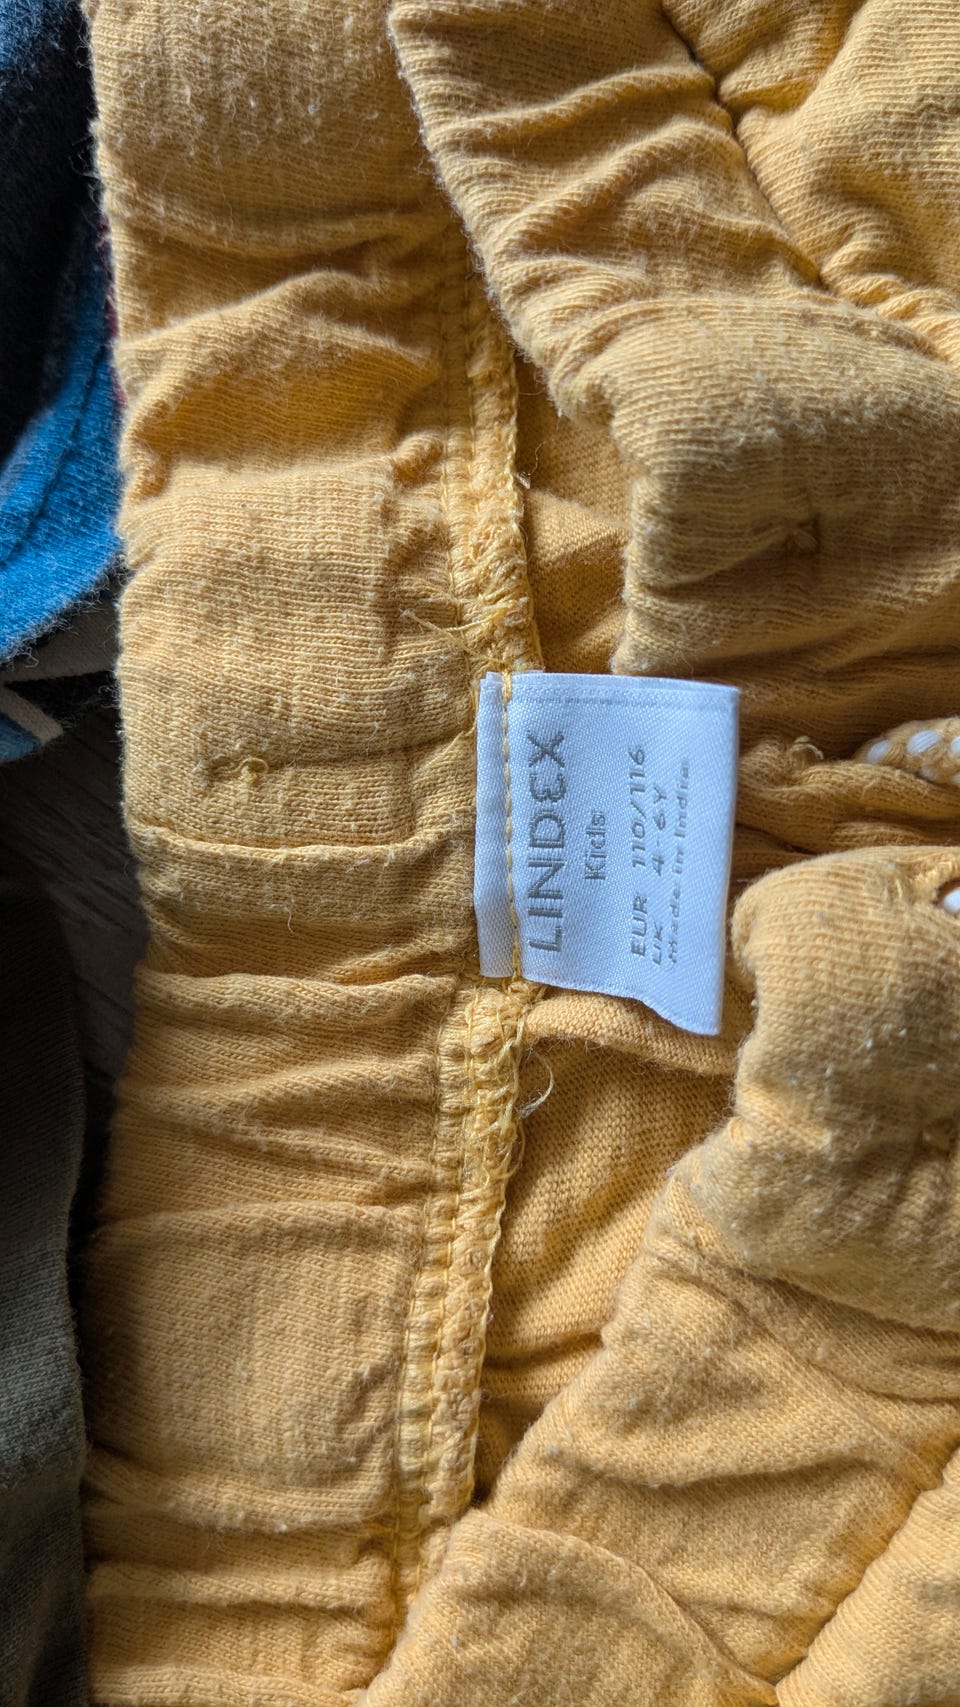 LINDEX
Kids
EUR 110/116
UK 4-6Y
Made in India